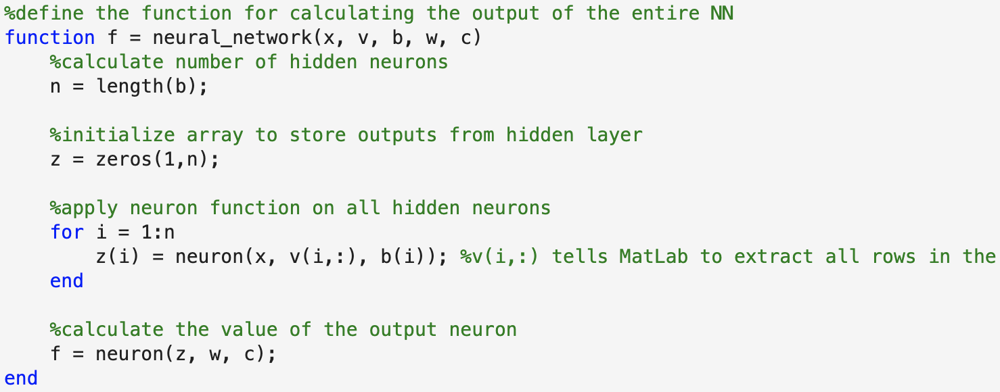 %define the function for calculating the output of the entire NN
function f = neural_network(x, v, b, w, c)
    %calculate number of hidden neurons
    n = length(b);

    %initialize array to store outputs from hidden layer
    z = zeros(1,n);

    %apply neuron function on all hidden neurons
    for i = 1:n
        z(i) = neuron(x, v(i,:), b(i)); %v(i,:) tells MatLab to extract all rows in the
    end

    %calculate the value of the output neuron
    f = neuron(z, w, c);
end